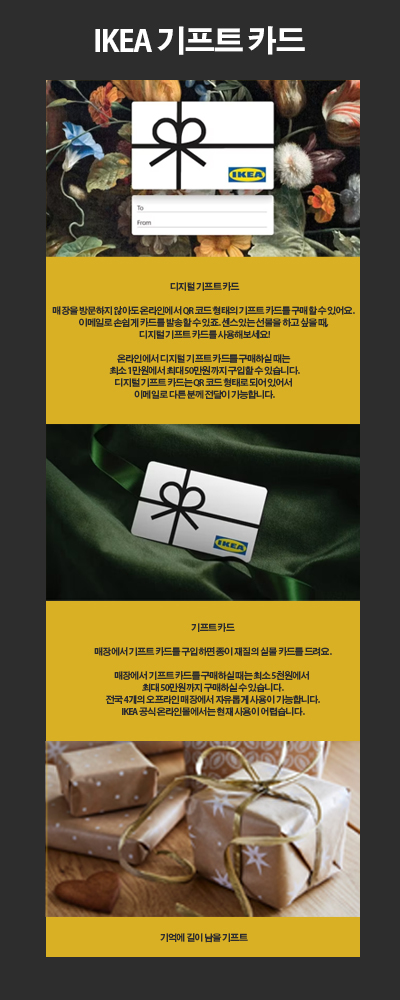 IKEA 기프트 카드
IKEA
To
From
디지털 기프트 카드
매장을 방문하지 않아도 온라인에서 QR 코드 형태의 기프트 카드를 구매 할 수 있어요.
이메일로 손쉽게 카드를 발송할 수 있죠. 센스있는 선물을 하고 싶을 때,
디지털 기프트 카드를 사용해보세요!
온라인에서 디지털 기프트 카드를 구매하실 때는
최소 1만원에서 최대 50만원까지 구입할 수 있습니다.
디지털 기프트 카드는 QR 코드 형태로 되어 있어서
이메일로 다른 분께 전달이 가능합니다.
IKEA
기프트 카드
매장에서 기프트 카드를 구입 하면 종이 재질의 실물 카드를 드려요.
매장에서 기프트 카드를 구매하실 때는 최소 5천원에서
최대 50만원까지 구매하실 수 있습니다.
전국 4개의 오프라인 매장에서 자유롭게 사용이 가능합니다.
IKEA 공식 온라인몰에서는 현재 사용이 어렵습니다.
기억에 길이 남을 기프트